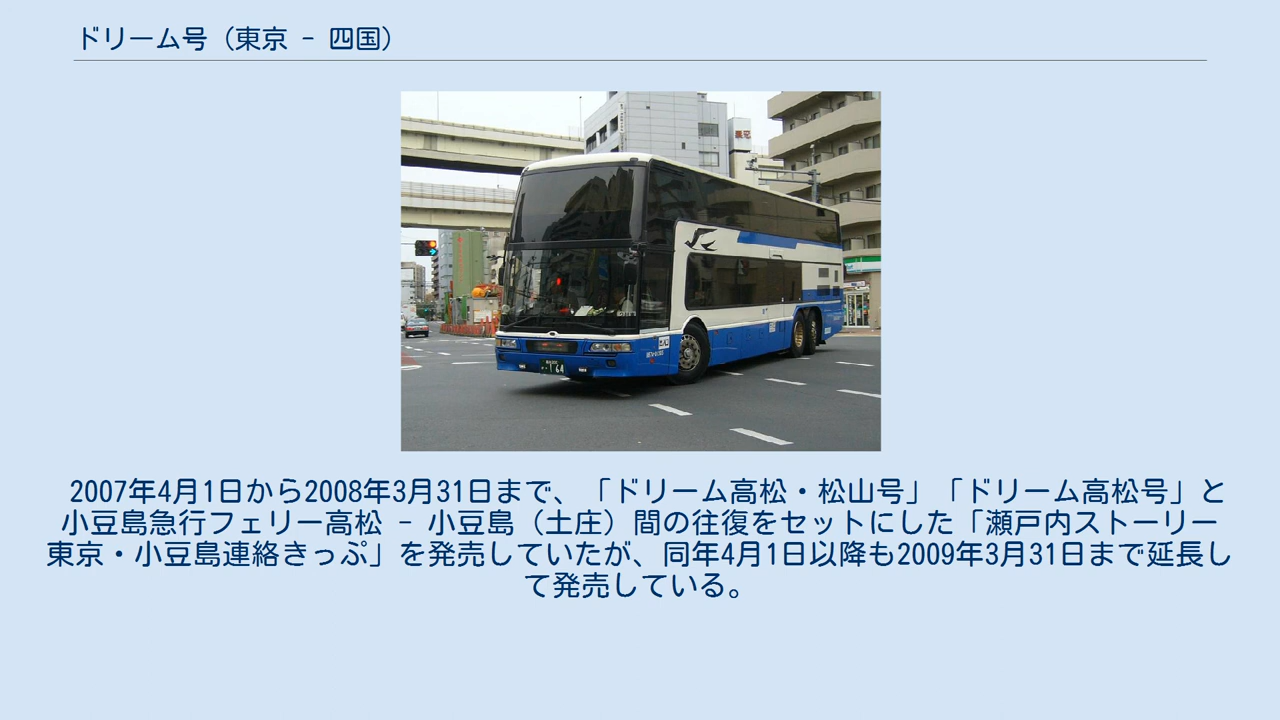 ドリーム号（東京 - 四国）
164
2007年4月1日から2008年3月31日まで、「ドリーム高松・松山号」「ドリーム高松号」と
小豆島急行フェリー高松 - 小豆島（土庄）間の往復をセットにした「瀬戸内ストーリー
東京・小豆島連絡きっぷ」を発売していたが、同年4月1日以降も2009年3月31日まで延長し
て発売している。